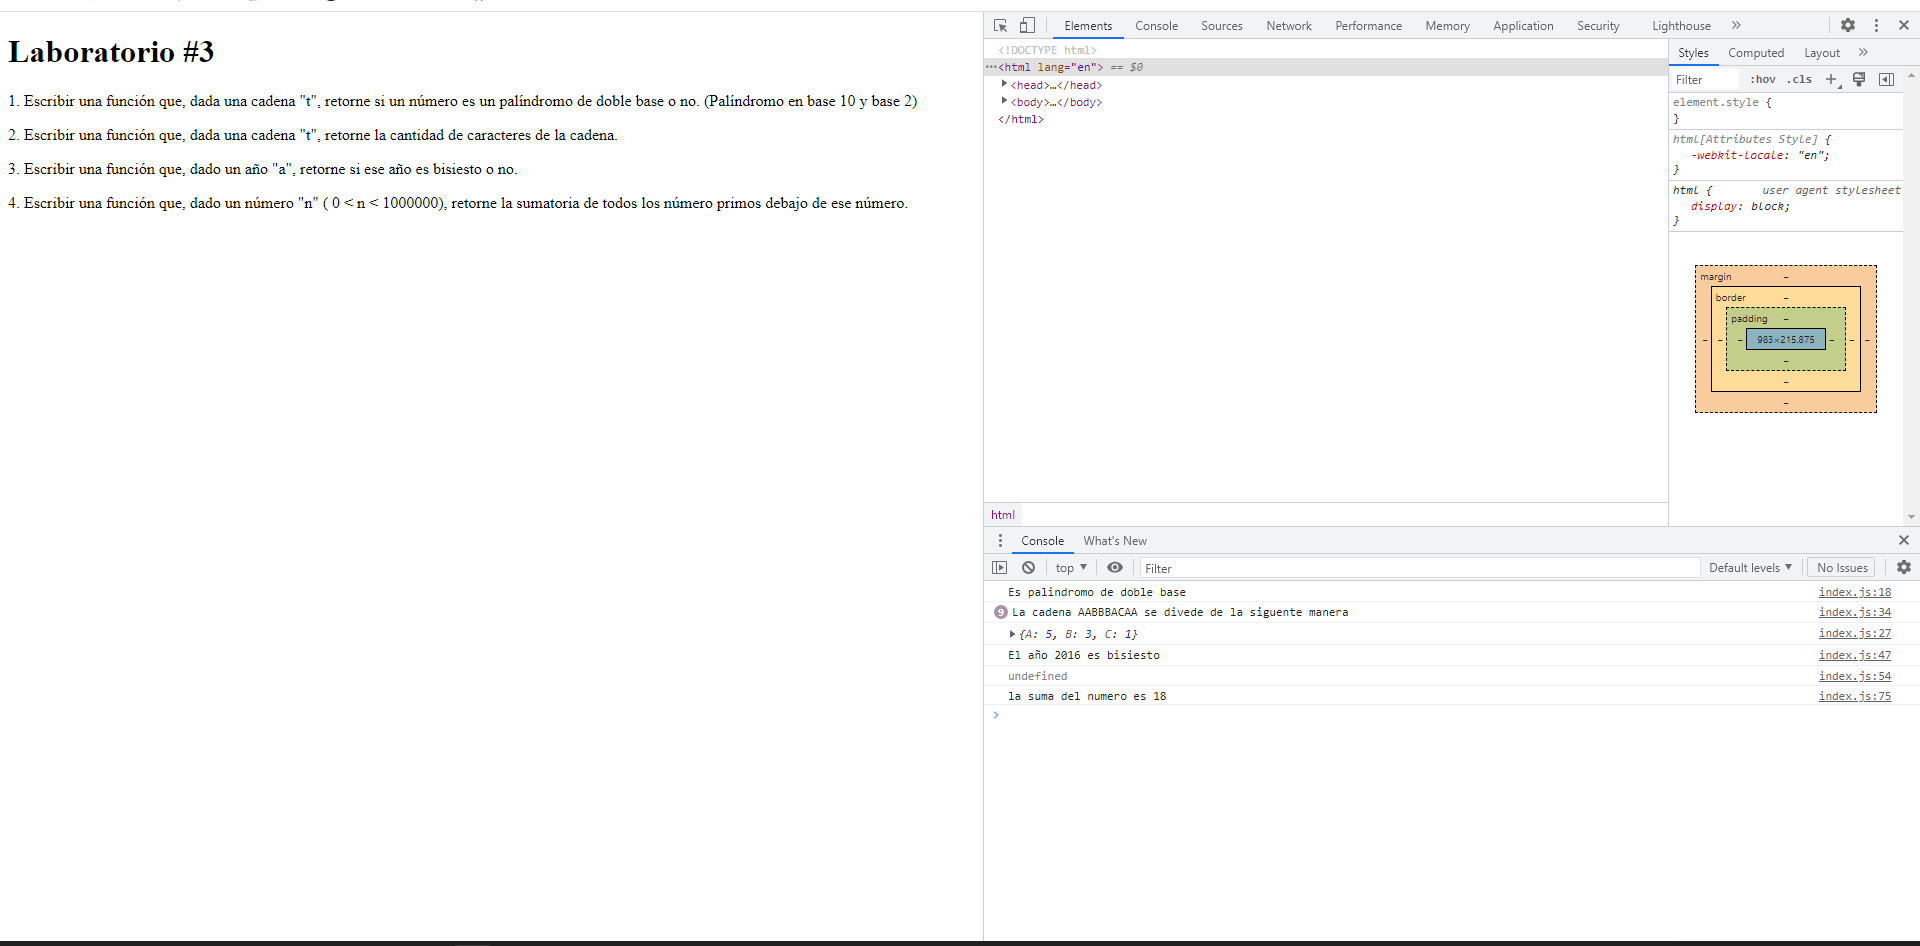 Laboratorio #3
1. Escribir una función que, dada una cadena "t", retorne si un número es un palíndromo de doble base o no. (Palíndromo en base 10 y base 2)
2. Escribir una función que, dada una cadena "t", retorne la cantidad de caracteres de la cadena.
3. Escribir una función que, dado un año "a", retorne si ese año es bisiesto o no.
4. Escribir una función que, dado un número "n" ( 0 < n < 1000000), retorne la sumatoria de todos los número primos debajo de ese número.
Elements Console Sources Network Performance Memory Application Security Lighthouse »
<!DOCTYPE html>
⋯<html lang="en"> == $0
<head>…</head>
<body>…</body>
</html>
html
Styles Computed Layout »
Filter :hov .cls +
element.style {
}
html[Attributes Style] {
-webkit-locale: "en";
}
html { user agent stylesheet
display: block;
}
margin –
border –
padding –
– – – 983×215.875 – – –
–
–
–
Console What's New
top Filter Default levels No Issues
Es palindromo de doble base index.js:18
9 La cadena AABBBACAA se divede de la siguente manera index.js:34
{A: 5, B: 3, C: 1} index.js:27
El año 2016 es bisiesto index.js:47
undefined index.js:54
la suma del numero es 18 index.js:75
>